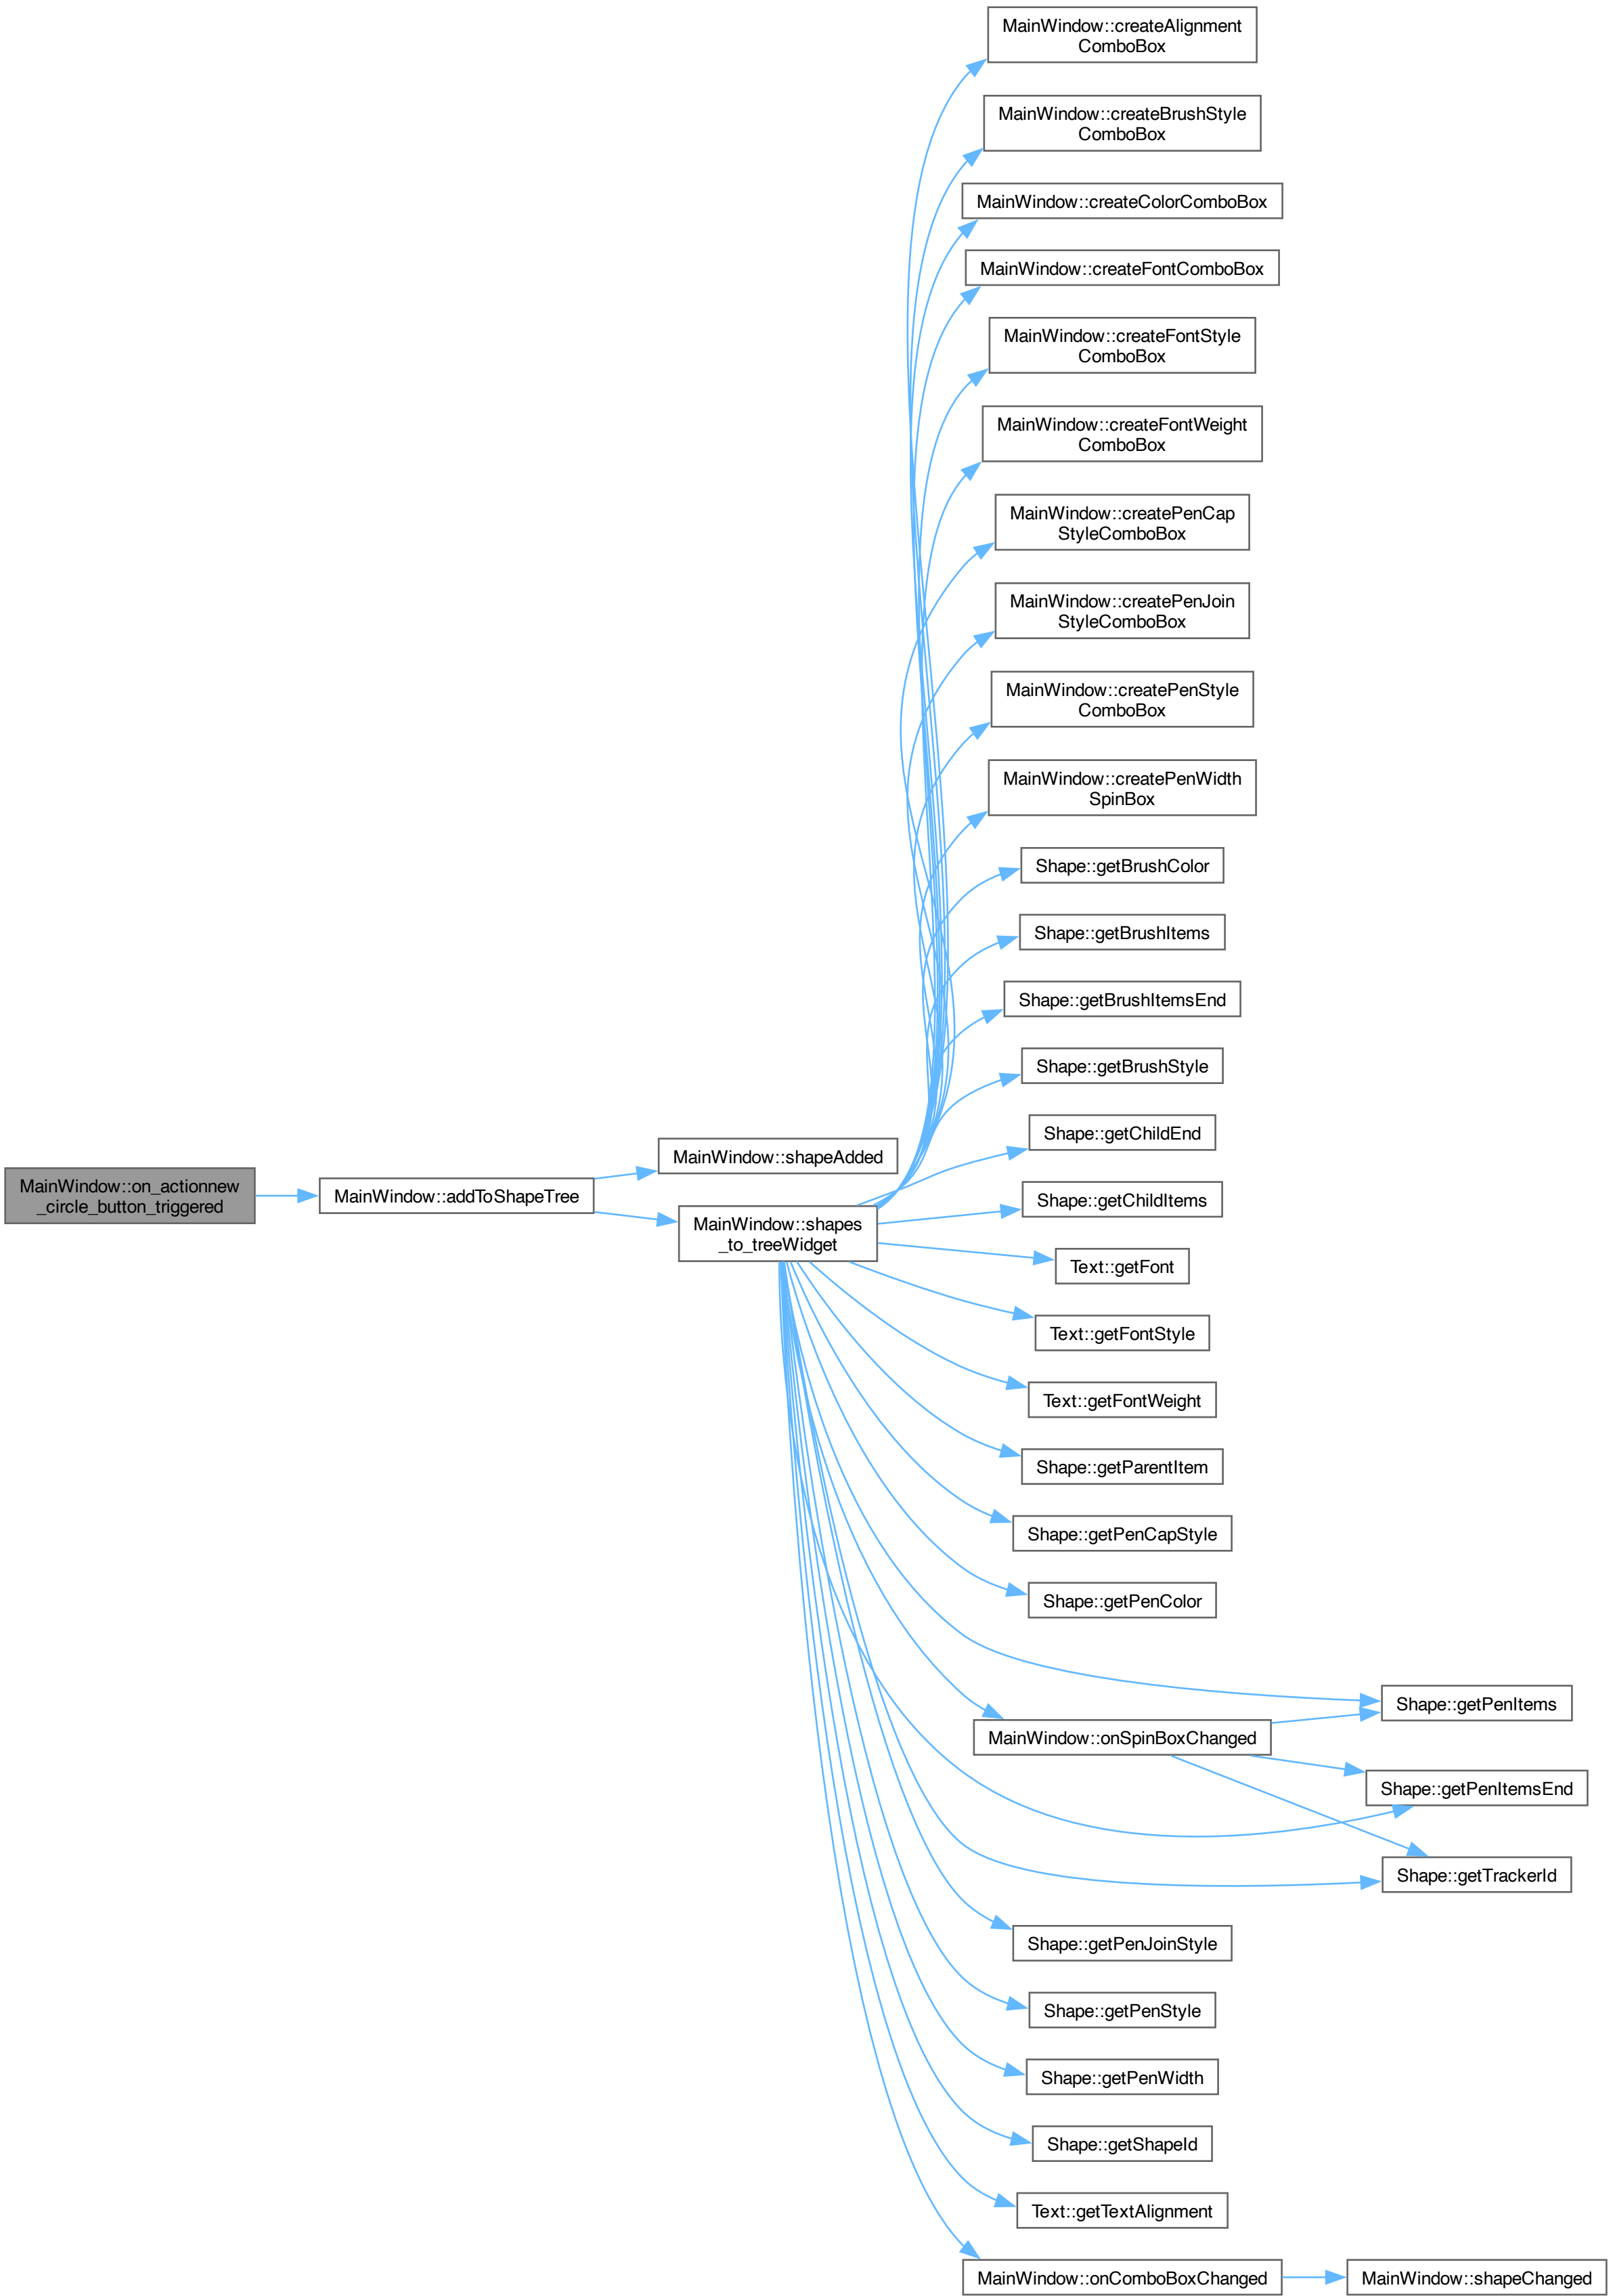 MainWindow::createAlignment
ComboBox
MainWindow::createBrushStyle
ComboBox
MainWindow::createColorComboBox
MainWindow::createFontComboBox
MainWindow::createFontStyle
ComboBox
MainWindow::createFontWeight
ComboBox
MainWindow::createPenCap
StyleComboBox
MainWindow::createPenJoin
StyleComboBox
MainWindow::createPenStyle
ComboBox
MainWindow::createPenWidth
SpinBox
Shape::getBrushColor
Shape::getBrushItems
Shape::getBrushItemsEnd
Shape::getBrushStyle
Shape::getChildEnd
MainWindow::shapeAdded
MainWindow::on_actionnew
_circle_button_triggered
MainWindow::addToShapeTree
MainWindow::shapes
_to_treeWidget
Shape::getChildItems
Text::getFont
Text::getFontStyle
Text::getFontWeight
Shape::getParentItem
Shape::getPenCapStyle
Shape::getPenColor
Shape::getPenItems
MainWindow::onSpinBoxChanged
Shape::getPenItemsEnd
Shape::getTrackerId
Shape::getPenJoinStyle
Shape::getPenStyle
Shape::getPenWidth
Shape::getShapeId
Text::getTextAlignment
MainWindow::onComboBoxChanged
MainWindow::shapeChanged